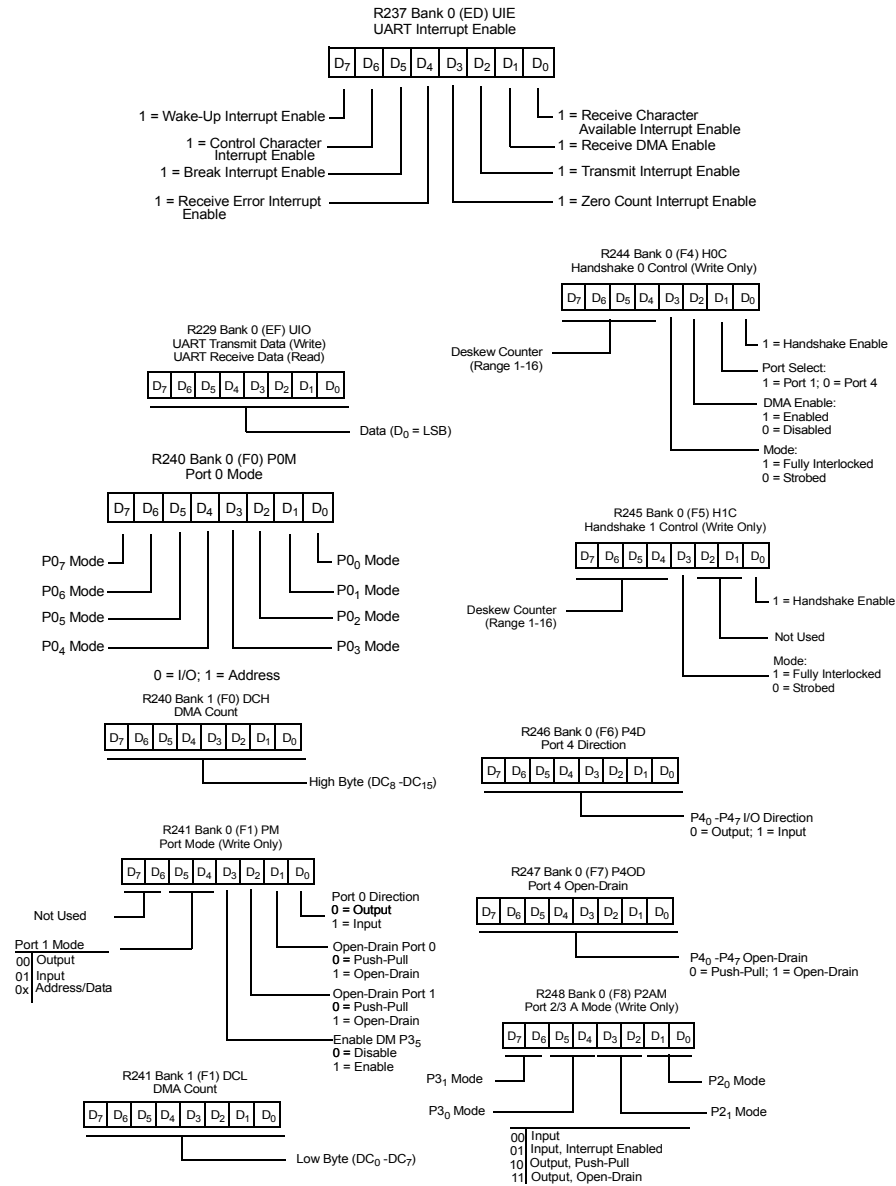 R237 Bank 0 (ED) UIE
UART Interrupt Enable
D7 D6 D5 D4 D3 D2 D1 D0
1 = Wake-Up Interrupt Enable
1 = Control Character
Interrupt Enable
1 = Break Interrupt Enable
1 = Receive Error Interrupt
Enable
1 = Receive Character
Available Interrupt Enable
1 = Receive DMA Enable
1 = Transmit Interrupt Enable
1 = Zero Count Interrupt Enable
R229 Bank 0 (EF) UIO
UART Transmit Data (Write)
UART Receive Data (Read)
D7 D6 D5 D4 D3 D2 D1 D0
Data (D0 = LSB)
R240 Bank 0 (F0) P0M
Port 0 Mode
D7 D6 D5 D4 D3 D2 D1 D0
P07 Mode
P06 Mode
P05 Mode
P04 Mode
P00 Mode
P01 Mode
P02 Mode
P03 Mode
0 = I/O; 1 = Address
R240 Bank 1 (F0) DCH
DMA Count
D7 D6 D5 D4 D3 D2 D1 D0
High Byte (DC8 -DC15)
R241 Bank 0 (F1) PM
Port Mode (Write Only)
D7 D6 D5 D4 D3 D2 D1 D0
Not Used
Port 1 Mode
00 Output
01 Input
0x Address/Data
Port 0 Direction
0 = Output
1 = Input
Open-Drain Port 0
0 = Push-Pull
1 = Open-Drain
Open-Drain Port 1
0 = Push-Pull
1 = Open-Drain
Enable DM P35
0 = Disable
1 = Enable
R241 Bank 1 (F1) DCL
DMA Count
D7 D6 D5 D4 D3 D2 D1 D0
Low Byte (DC0 -DC7)
R244 Bank 0 (F4) H0C
Handshake 0 Control (Write Only)
D7 D6 D5 D4 D3 D2 D1 D0
Deskew Counter
(Range 1-16)
1 = Handshake Enable
Port Select:
1 = Port 1; 0 = Port 4
DMA Enable:
1 = Enabled
0 = Disabled
Mode:
1 = Fully Interlocked
0 = Strobed
R245 Bank 0 (F5) H1C
Handshake 1 Control (Write Only)
D7 D6 D5 D4 D3 D2 D1 D0
Deskew Counter
(Range 1-16)
1 = Handshake Enable
Not Used
Mode:
1 = Fully Interlocked
0 = Strobed
R246 Bank 0 (F6) P4D
Port 4 Direction
D7 D6 D5 D4 D3 D2 D1 D0
P40 -P47 I/O Direction
0 = Output; 1 = Input
R247 Bank 0 (F7) P4OD
Port 4 Open-Drain
D7 D6 D5 D4 D3 D2 D1 D0
P40 -P47 Open-Drain
0 = Push-Pull; 1 = Open-Drain
R248 Bank 0 (F8) P2AM
Port 2/3 A Mode (Write Only)
D7 D6 D5 D4 D3 D2 D1 D0
P31 Mode
P30 Mode
P20 Mode
P21 Mode
00 Input
01 Input, Interrupt Enabled
10 Output, Push-Pull
11 Output, Open-Drain